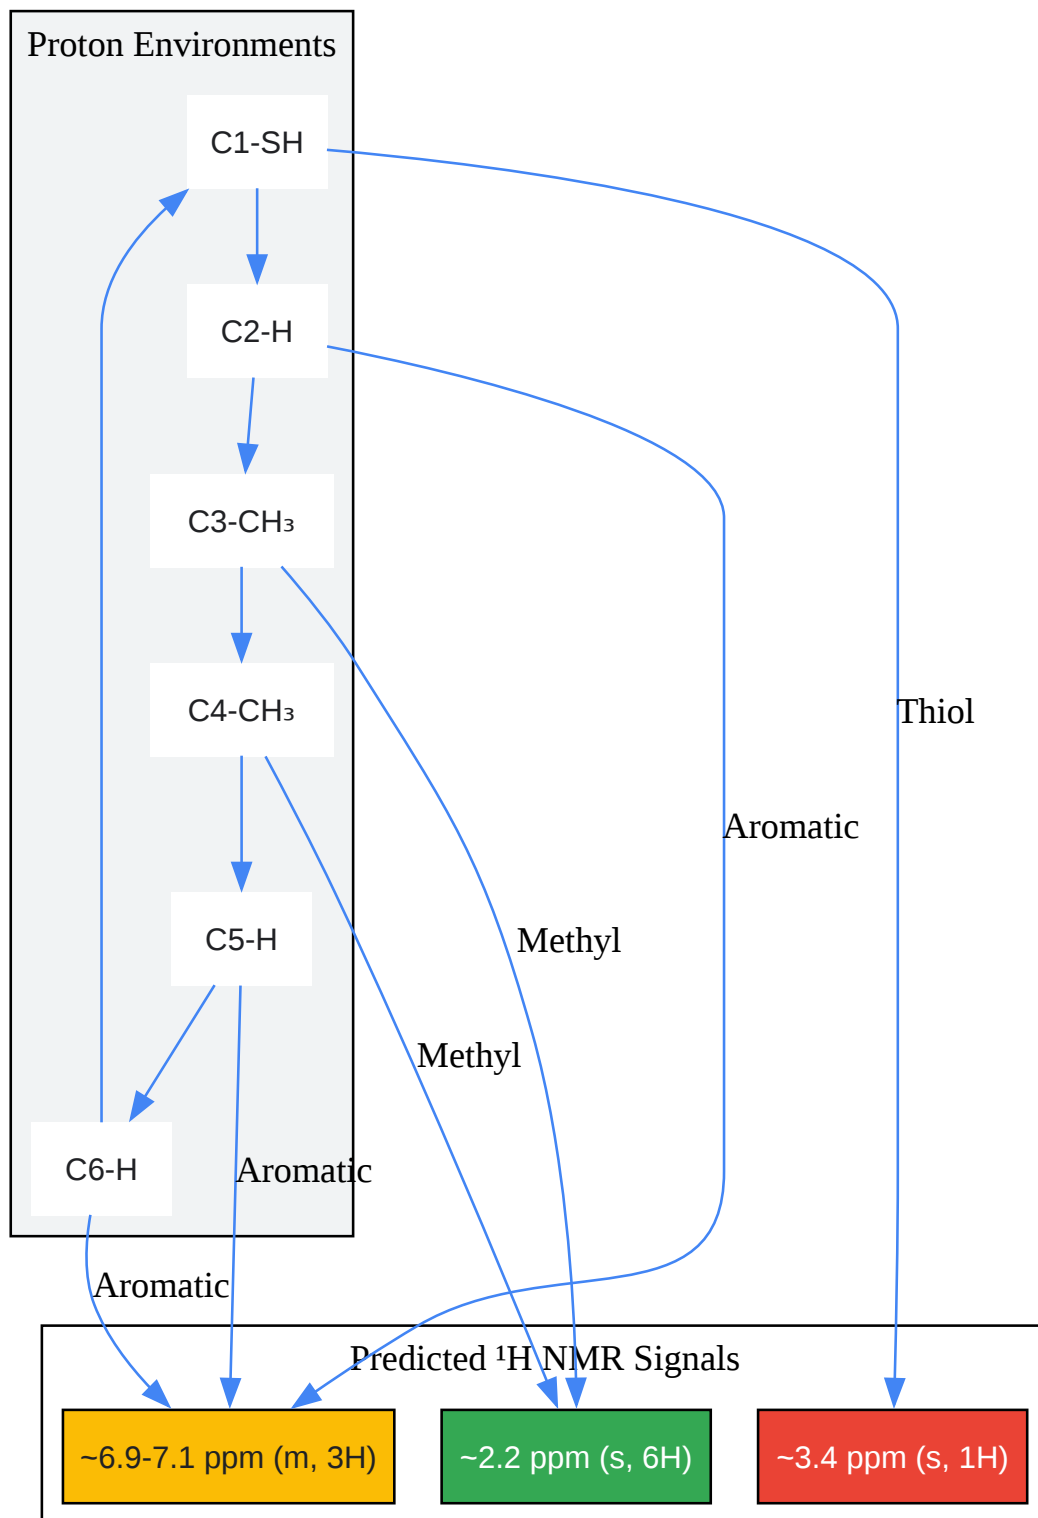 Proton Environments
C1-SH
C2-H
C3-CH₃
C4-CH₃
Thiol
Aromatic
C5-H
Methyl
Methyl
C6-H
Aromatic
Aromatic
Predicted ¹H NMR Signals
~6.9-7.1 ppm (m, 3H)
~2.2 ppm (s, 6H)
~3.4 ppm (s, 1H)